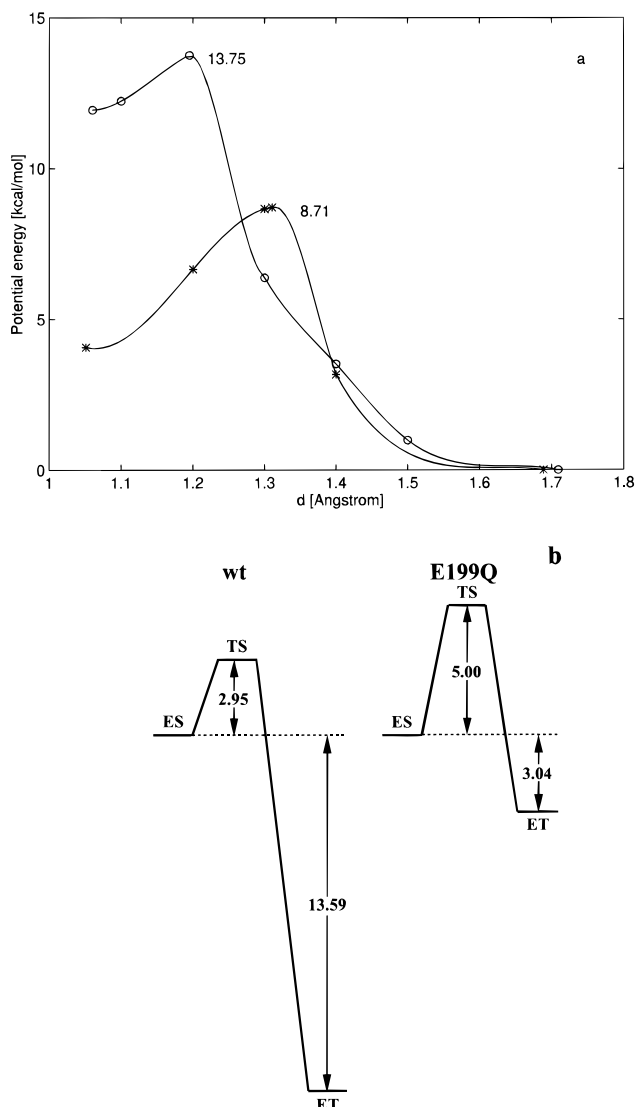 15
a
13.75
10
8.71
Potential energy [kcal/mol]
5
0
1 1.1 1.2 1.3 1.4 1.5 1.6 1.7 1.8
d [Angstrom]
b
wt E199Q
TS TS
2.95 5.00
ES ES
3.04
ET
13.59
ET